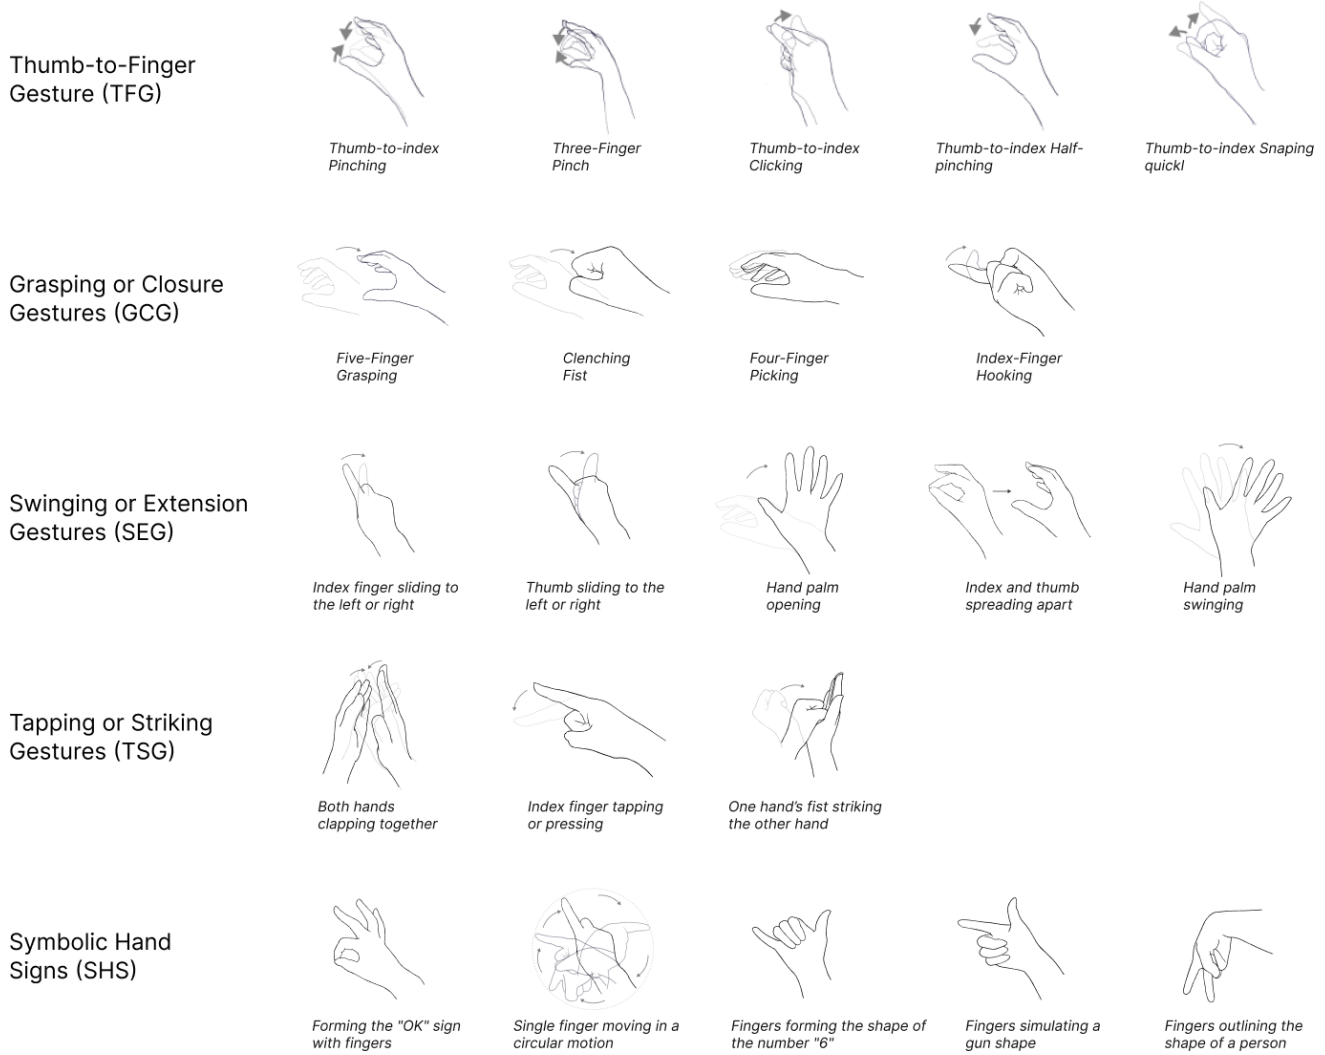 Thumb-to-Finger
Gesture (TFG)
Thumb-to-index
Pinching
Three-Finger
Pinch
Thumb-to-index
Clicking
Thumb-to-index Half-
pinching
Thumb-to-index Snaping
quickl
Grasping or Closure
Gestures (GCG)
Five-Finger
Grasping
Clenching
Fist
Four-Finger
Picking
Index-Finger
Hooking
Swinging or Extension
Gestures (SEG)
Index finger sliding to
the left or right
Thumb sliding to the
left or right
Hand palm
opening
Index and thumb
spreading apart
Hand palm
swinging
Tapping or Striking
Gestures (TSG)
Both hands
clapping together
Index finger tapping
or pressing
One hand's fist striking
the other hand
Symbolic Hand
Signs (SHS)
Forming the "OK" sign
with fingers
Single finger moving in a
circular motion
Fingers forming the shape of
the number "6"
Fingers simulating a
gun shape
Fingers outlining the
shape of a person